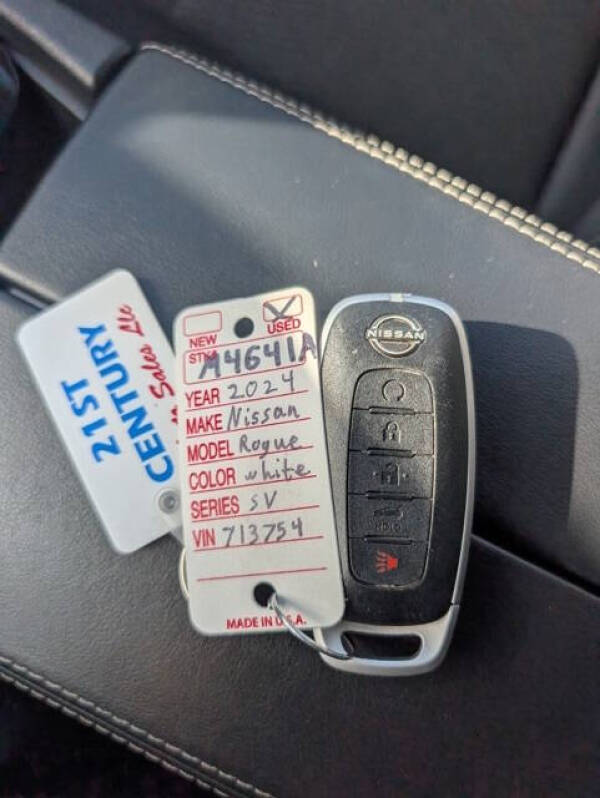 NEW
USED
STK# M4641A
YEAR 2024
MAKE Nissan
MODEL Rogue
COLOR white
SERIES SV
VIN 713754
MADE IN U.S.A.
21ST
CENTURY
Sales Llc
NISSAN
HOLD